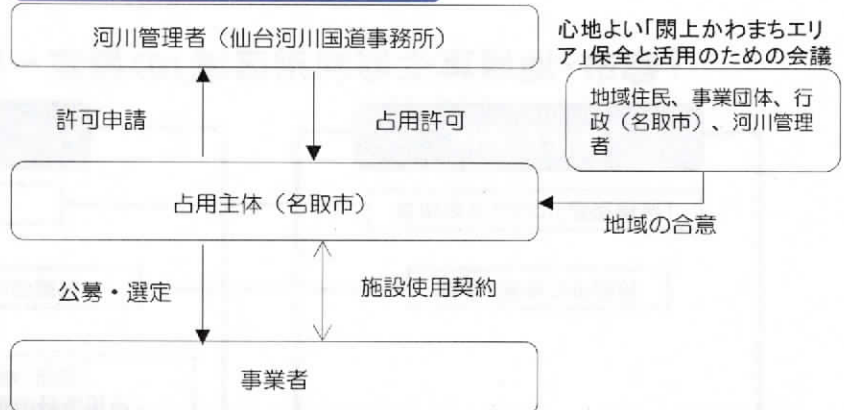 河川管理者（仙台河川国道事務所）
心地よい「閖上かわまちエリ
ア」保全と活用のための会議
地域住民、事業団体、行
政（名取市）、河川管理
者
許可申請
占用許可
占用主体（名取市）
地域の合意
公募・選定
施設使用契約
事業者